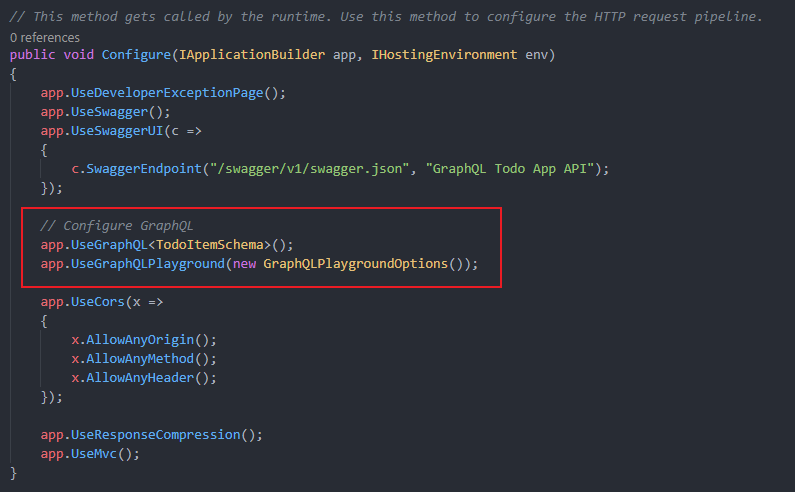 // This method gets called by the runtime. Use this method to configure the HTTP request pipeline.
0 references
public void Configure(IApplicationBuilder app, IHostingEnvironment env)
{
    app.UseDeveloperExceptionPage();
    app.UseSwagger();
    app.UseSwaggerUI(c =>
    {
        c.SwaggerEndpoint("/swagger/v1/swagger.json", "GraphQL Todo App API");
    });

    // Configure GraphQL
    app.UseGraphQL<TodoItemSchema>();
    app.UseGraphQLPlayground(new GraphQLPlaygroundOptions());

    app.UseCors(x =>
    {
        x.AllowAnyOrigin();
        x.AllowAnyMethod();
        x.AllowAnyHeader();
    });

    app.UseResponseCompression();
    app.UseMvc();
}